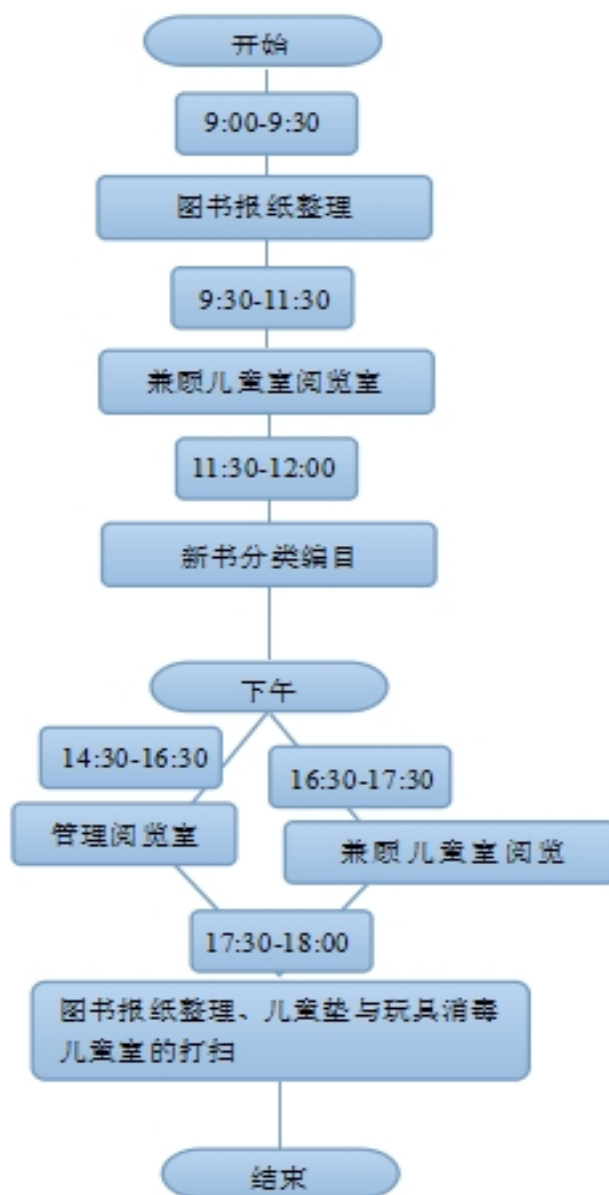 开始
9:00-9:30
图书报纸整理
9:30-11:30
兼顾儿童室阅览室
11:30-12:00
新书分类编目
下午
14:30-16:30
管理阅览室
16:30-17:30
兼顾儿童室阅览
17:30-18:00
图书报纸整理、儿童垫与玩具消毒
儿童室的打扫
结束